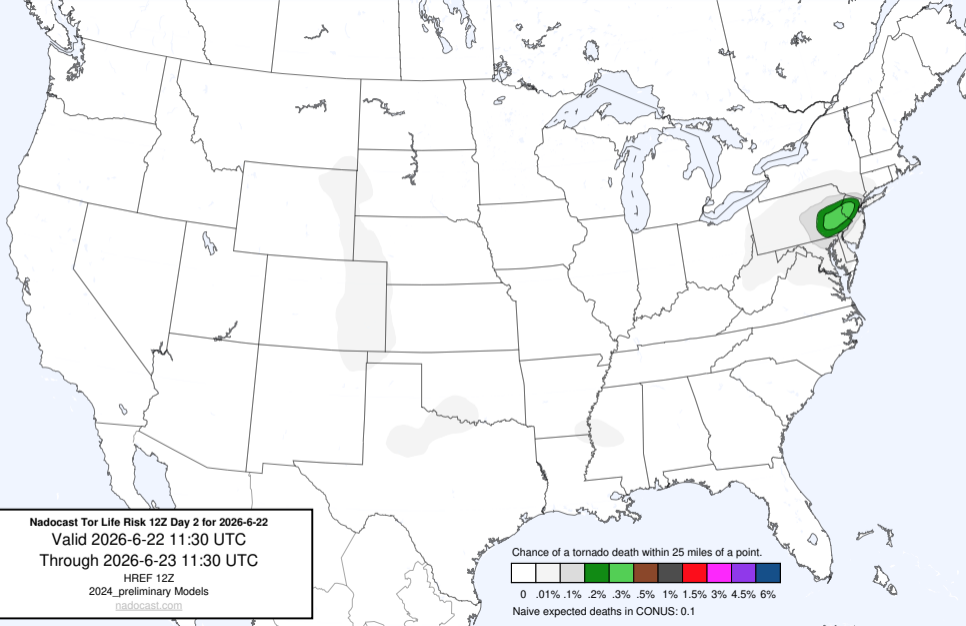 Nadocast Tor Life Risk 12Z Day 2 for 2026-6-22
Valid 2026-6-22 11:30 UTC
Through 2026-6-23 11:30 UTC
HREF 12Z
2024_preliminary Models
nadocast.com
Chance of a tornado death within 25 miles of a point.
0 .01% .1% .2% .3% .5% 1% 1.5% 3% 4.5% 6%
Naive expected deaths in CONUS: 0.1